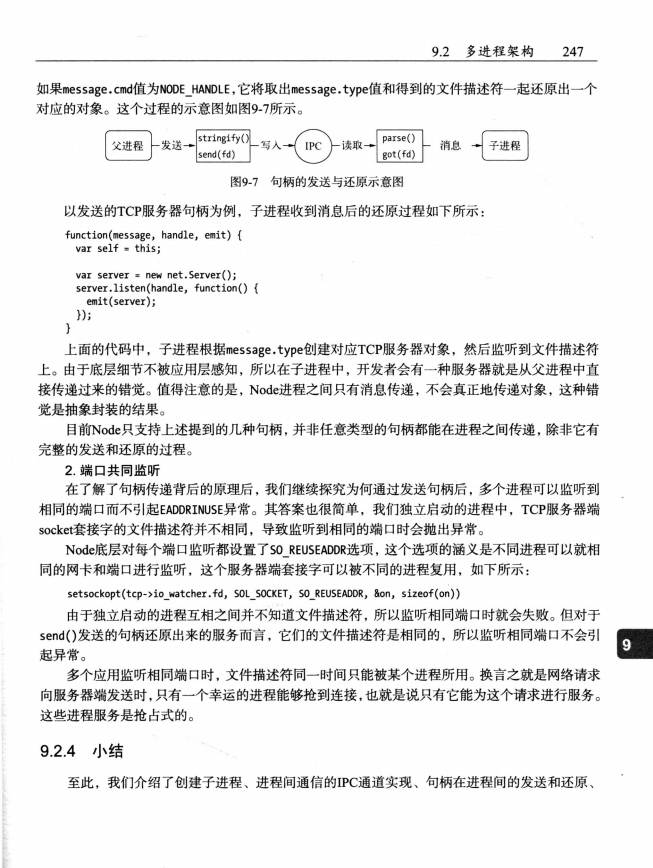 9.2 多进程架构 247
如果message.cmd值为NODE_HANDLE,它将取出message.type值和得到的文件描述符一起还原出一个
对应的对象。这个过程的示意图如图9-7所示。
父进程 发送 stringify() send(fd) 写入 IPC 读取 parse() got(fd) 消息 子进程
图9-7 句柄的发送与还原示意图
以发送的TCP服务器句柄为例，子进程收到消息后的还原过程如下所示：
function(message, handle, emit) {
var self = this;
var server = new net.Server();
server.listen(handle, function() {
emit(server);
});
}
上面的代码中，子进程根据message.type创建对应TCP服务器对象，然后监听到文件描述符
上。由于底层细节不被应用层感知，所以在子进程中，开发者会有一种服务器就是从父进程中直
接传递过来的错觉。值得注意的是，Node进程之间只有消息传递，不会真正地传递对象，这种错
觉是抽象封装的结果。
目前Node只支持上述提到的几种句柄，并非任意类型的句柄都能在进程之间传递，除非它有
完整的发送和还原的过程。
2. 端口共同监听
在了解了句柄传递背后的原理后，我们继续探究为何通过发送句柄后，多个进程可以监听到
相同的端口而不引起EADDRINUSE异常。其答案也很简单，我们独立启动的进程中，TCP服务器端
socket套接字的文件描述符并不相同，导致监听到相同的端口时会抛出异常。
Node底层对每个端口监听都设置了SO_REUSEADDR选项，这个选项的涵义是不同进程可以就相
同的网卡和端口进行监听，这个服务器端套接字可以被不同的进程复用，如下所示：
setsockopt(tcp->io_watcher.fd, SOL_SOCKET, SO_REUSEADDR, &on, sizeof(on))
由于独立启动的进程互相之间并不知道文件描述符，所以监听相同端口时就会失败。但对于
send()发送的句柄还原出来的服务而言，它们的文件描述符是相同的，所以监听相同端口不会引
起异常。
9
多个应用监听相同端口时，文件描述符同一时间只能被某个进程所用。换言之就是网络请求
向服务器端发送时，只有一个幸运的进程能够抢到连接，也就是说只有它能为这个请求进行服务。
这些进程服务是抢占式的。
9.2.4 小结
至此，我们介绍了创建子进程、进程间通信的IPC通道实现、句柄在进程间的发送和还原、